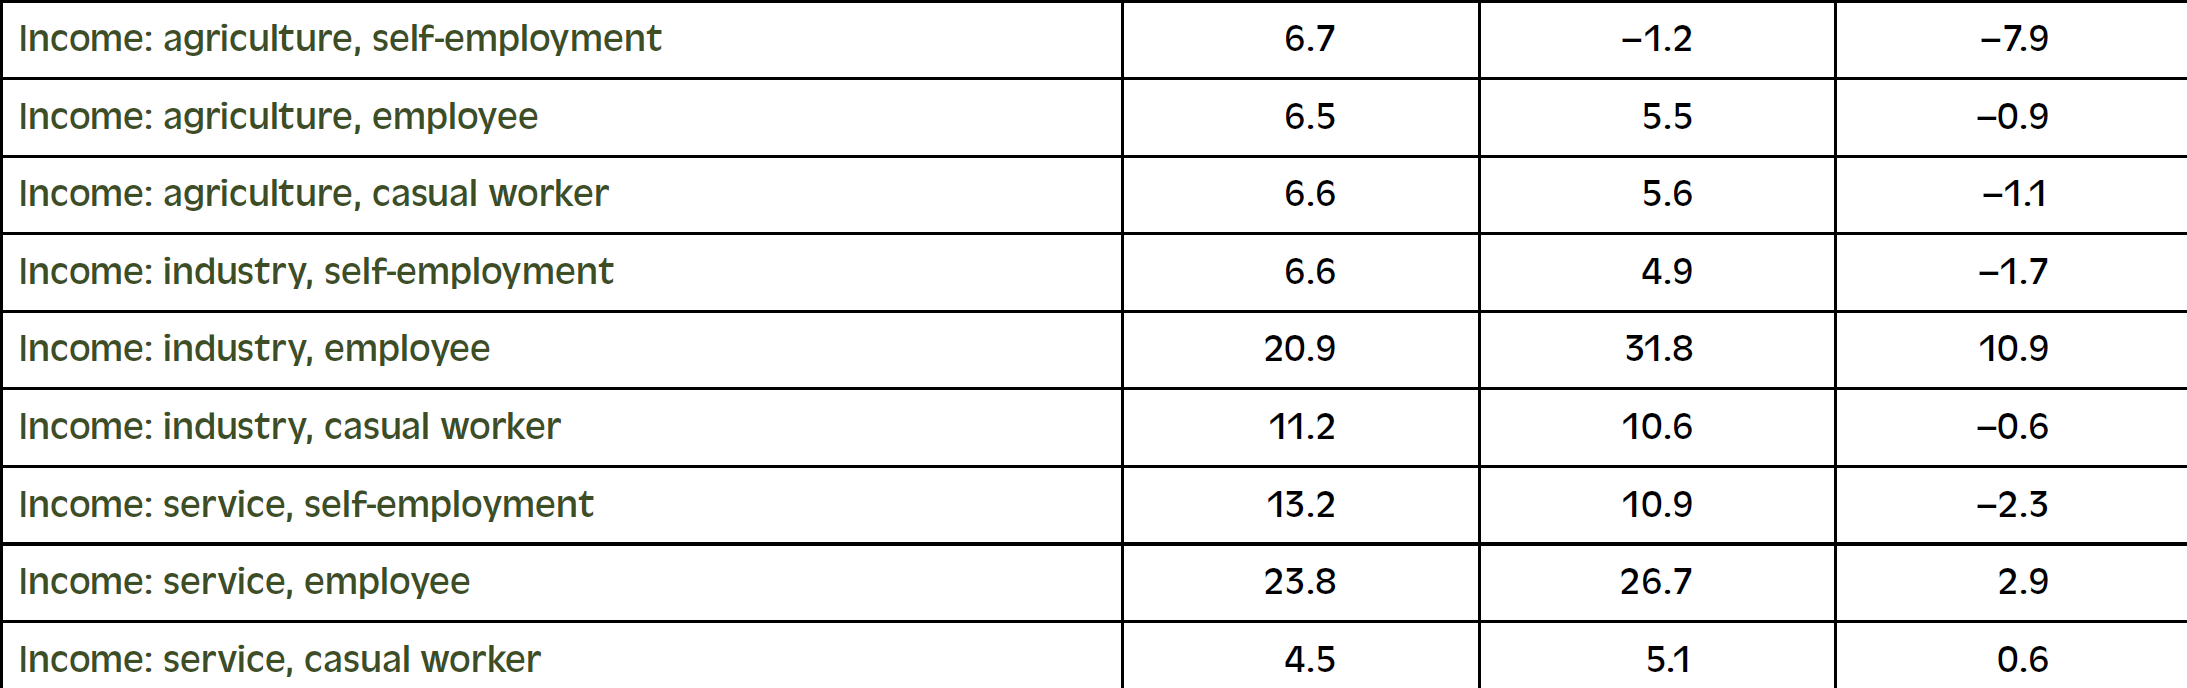 Income: agriculture, self-employment 6.7 –1.2 –7.9
Income: agriculture, employee 6.5 5.5 –0.9
Income: agriculture, casual worker 6.6 5.6 –1.1
Income: industry, self-employment 6.6 4.9 –1.7
Income: industry, employee 20.9 31.8 10.9
Income: industry, casual worker 11.2 10.6 –0.6
Income: service, self-employment 13.2 10.9 –2.3
Income: service, employee 23.8 26.7 2.9
Income: service, casual worker 4.5 5.1 0.6